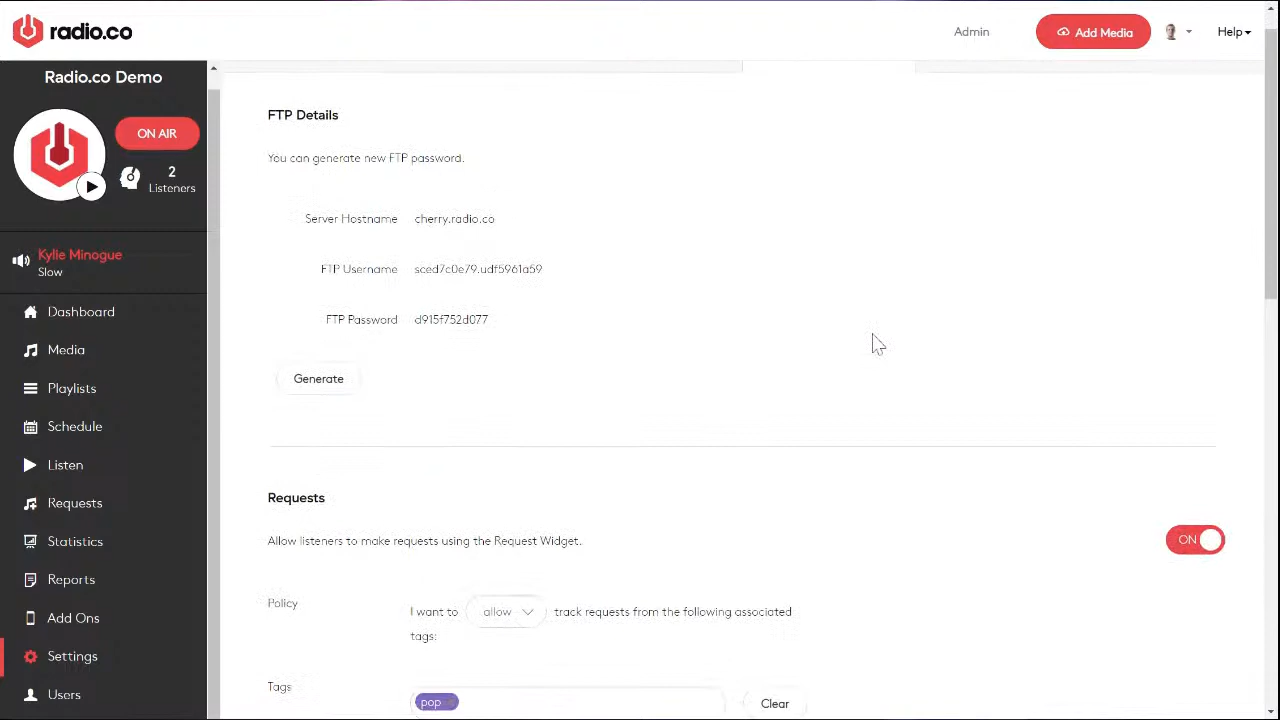 radio.co
Admin
Add Media
Help
Radio.co Demo
ON AIR
2
Listeners
Kylie Minogue
Slow
Dashboard
Media
Playlists
Schedule
Listen
Requests
Statistics
Reports
Add Ons
Settings
Users
FTP Details
You can generate new FTP password.
Server Hostname cherry.radio.co
FTP Username sced7c0e79.udf5961a59
FTP Password d915f752d077
Generate
Requests
Allow listeners to make requests using the Request Widget.
ON
Policy
I want to allow track requests from the following associated
tags:
Tags
pop
Clear